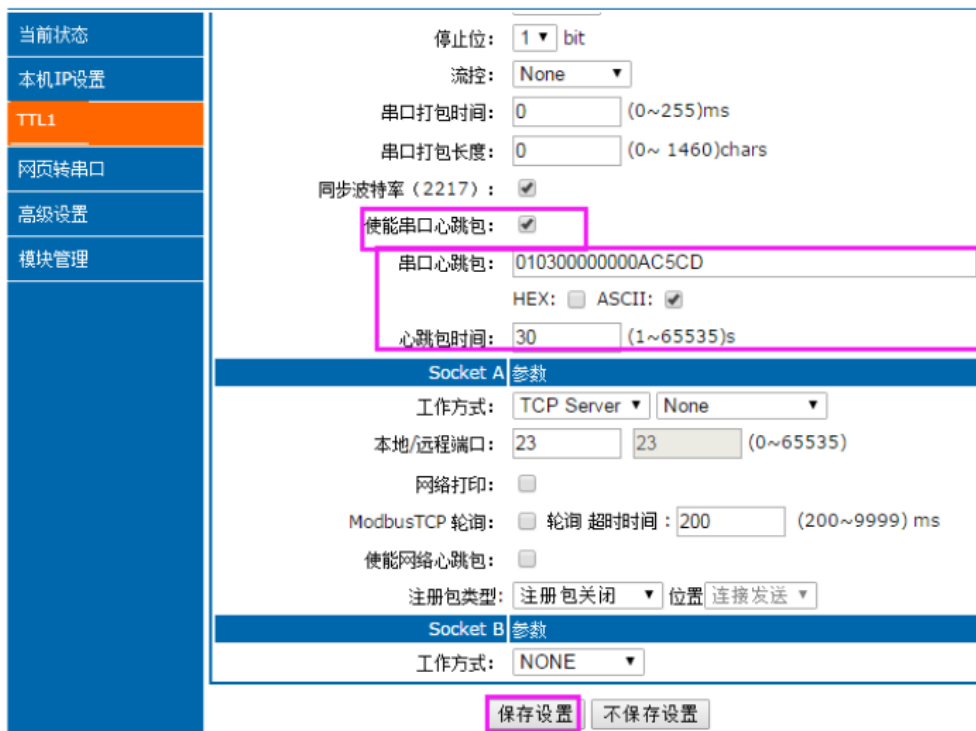 当前状态
本机IP设置
TTL1
网页转串口
高级设置
模块管理
停止位： 1 bit
流控： None
串口打包时间： 0 (0~255)ms
串口打包长度： 0 (0~ 1460)chars
同步波特率（2217）：
使能串口心跳包：
串口心跳包： 010300000000AC5CD
HEX: ASCII:
心跳包时间： 30 (1~65535)s
Socket A 参数
工作方式： TCP Server None
本地/远程端口： 23 23 (0~65535)
网络打印：
ModbusTCP 轮询： 轮询 超时时间：200 (200~9999) ms
使能网络心跳包：
注册包类型： 注册包关闭 位置 连接发送
Socket B 参数
工作方式： NONE
保存设置 不保存设置